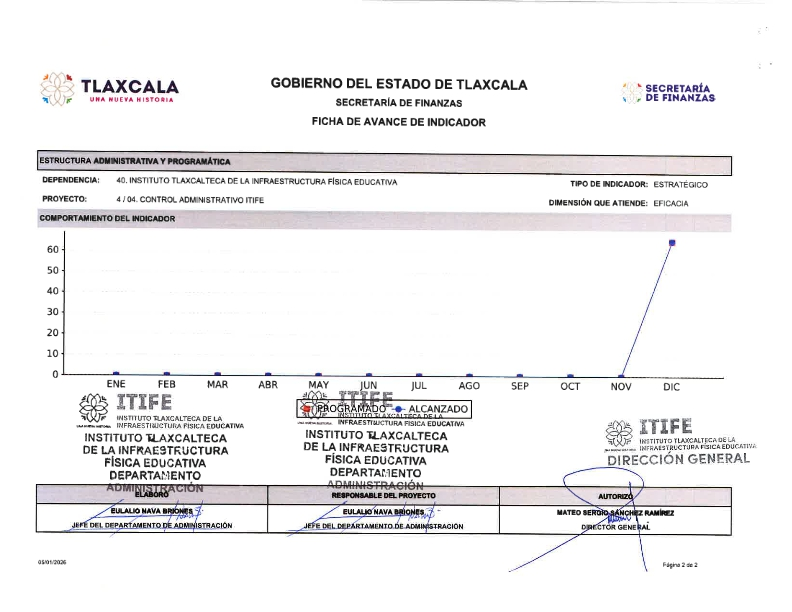 TLAXCALA
UNA NUEVA HISTORIA
GOBIERNO DEL ESTADO DE TLAXCALA
SECRETARÍA DE FINANZAS
FICHA DE AVANCE DE INDICADOR
SECRETARÍA
DE FINANZAS
ESTRUCTURA ADMINISTRATIVA Y PROGRAMÁTICA
DEPENDENCIA: 40. INSTITUTO TLAXCALTECA DE LA INFRAESTRUCTURA FÍSICA EDUCATIVA TIPO DE INDICADOR: ESTRATÉGICO
PROYECTO: 4 / 04. CONTROL ADMINISTRATIVO ITIFE DIMENSIÓN QUE ATIENDE: EFICACIA
COMPORTAMIENTO DEL INDICADOR
60
50
40
30
20
10
0
ENE FEB MAR ABR MAY JUN JUL AGO SEP OCT NOV DIC
PROGRAMADO ALCANZADO
ITIFE
INSTITUTO TLAXCALTECA DE LA
INFRAESTRUCTURA FÍSICA EDUCATIVA
INSTITUTO TLAXCALTECA
DE LA INFRAESTRUCTURA
FÍSICA EDUCATIVA
DEPARTAMENTO
ADMINISTRACIÓN
ITIFE
INSTITUTO TLAXCALTECA DE LA
INFRAESTRUCTURA FÍSICA EDUCATIVA
INSTITUTO TLAXCALTECA
DE LA INFRAESTRUCTURA
FÍSICA EDUCATIVA
DEPARTAMENTO
ADMINISTRACIÓN
ITIFE
INSTITUTO TLAXCALTECA DE LA
INFRAESTRUCTURA FÍSICA EDUCATIVA
DIRECCIÓN GENERAL
ELABORÓ RESPONSABLE DEL PROYECTO AUTORIZÓ
EULALIO NAVA BRIONES EULALIO NAVA BRIONES MATEO SERGIO SÁNCHEZ RAMÍREZ
JEFE DEL DEPARTAMENTO DE ADMINISTRACIÓN JEFE DEL DEPARTAMENTO DE ADMINISTRACIÓN DIRECTOR GENERAL
05/01/2026 Página 2 de 2